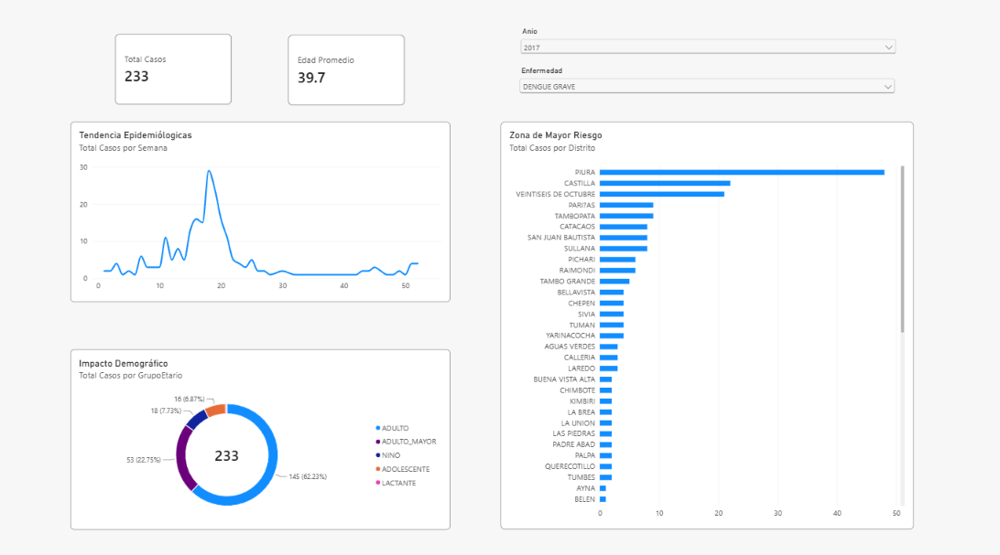 Total Casos
233
Edad Promedio
39.7
Anio
2017
Enfermedad
DENGUE GRAVE
Tendencia Epidemiólogicas
Total Casos por Semana
30
20
10
0
0 10 20 30 40 50
Impacto Demográfico
Total Casos por GrupoEtario
16 (6.87%)
18 (7.73%)
53 (22.75%)
233
145 (62.23%)
ADULTO
ADULTO_MAYOR
NINO
ADOLESCENTE
LACTANTE
Zona de Mayor Riesgo
Total Casos por Distrito
PIURA
CASTILLA
VEINTISEIS DE OCTUBRE
PARI?AS
TAMBOPATA
CATACAOS
SAN JUAN BAUTISTA
SULLANA
PICHARI
RAIMONDI
TAMBO GRANDE
BELLAVISTA
CHEPEN
SIVIA
TUMAN
YARINACOCHA
AGUAS VERDES
CALLERIA
LAREDO
BUENA VISTA ALTA
CHIMBOTE
KIMBIRI
LA BREA
LA UNION
LAS PIEDRAS
PADRE ABAD
PALPA
QUERECOTILLO
TUMBES
AYNA
BELEN
0 10 20 30 40 50